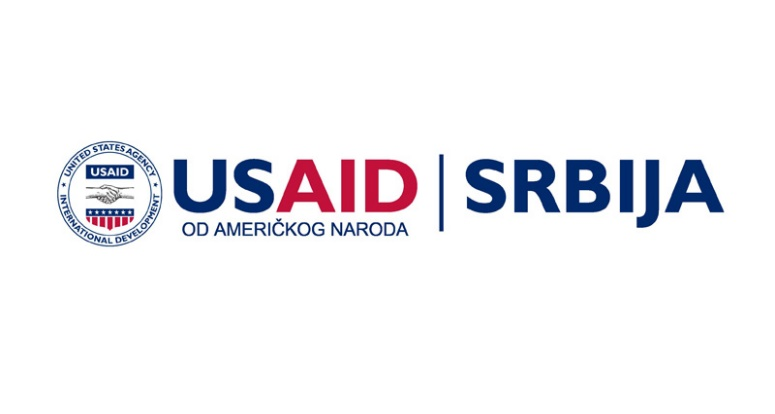 UNITED STATES AGENCY
USAID
INTERNATIONAL DEVELOPMENT
USAID | SRBIJA
OD AMERIČKOG NARODA